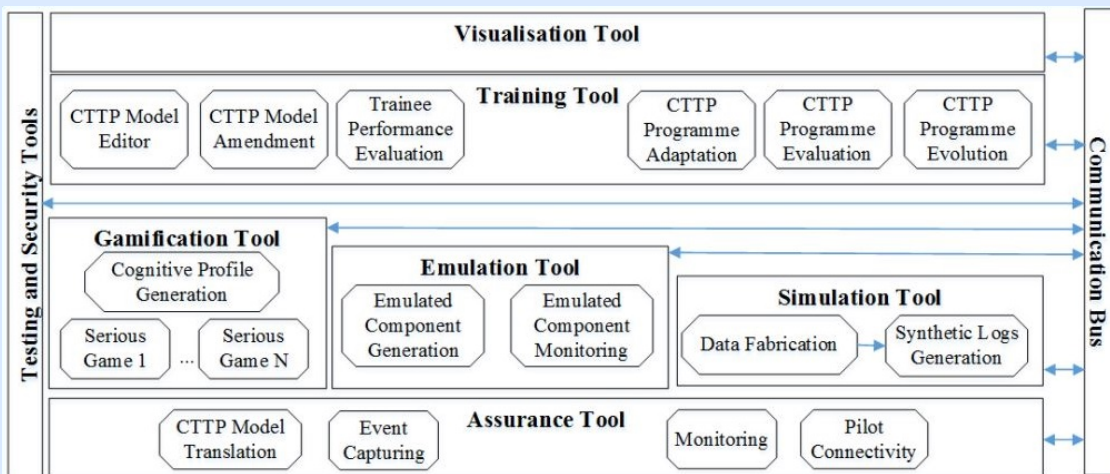 Testing and Security Tools
Visualisation Tool
Training Tool
CTTP Model
Editor
CTTP Model
Amendment
Trainee
Performance
Evaluation
CTTP
Programme
Adaptation
CTTP
Programme
Evaluation
CTTP
Programme
Evolution
Gamification Tool
Cognitive Profile
Generation
Serious
Game 1
...
Serious
Game N
Emulation Tool
Emulated
Component
Generation
Emulated
Component
Monitoring
Simulation Tool
Data Fabrication
Synthetic Logs
Generation
Assurance Tool
CTTP Model
Translation
Event
Capturing
Monitoring
Pilot
Connectivity
Communication Bus